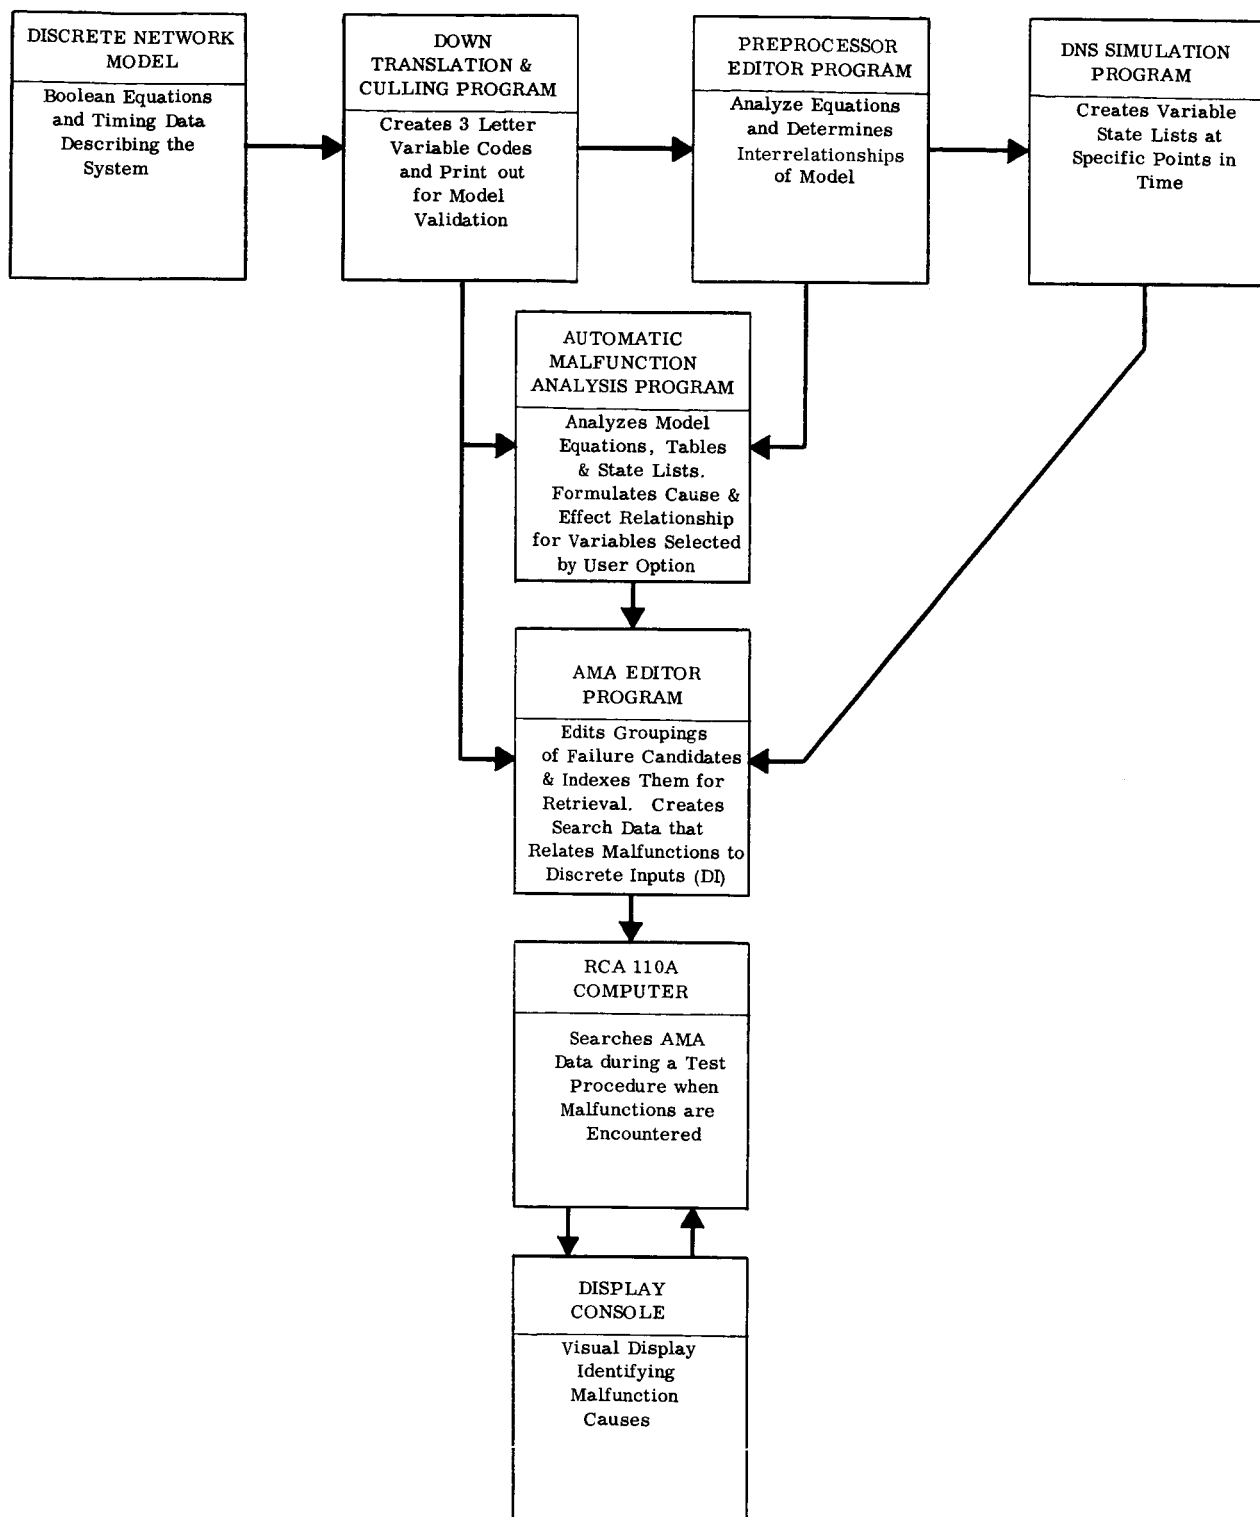 DISCRETE NETWORK
MODEL
Boolean Equations
and Timing Data
Describing the
System
DOWN
TRANSLATION &
CULLING PROGRAM
Creates 3 Letter
Variable Codes
and Print out
for Model
Validation
PREPROCESSOR
EDITOR PROGRAM
Analyze Equations
and Determines
Interrelationships
of Model
DNS SIMULATION
PROGRAM
Creates Variable
State Lists at
Specific Points in
Time
AUTOMATIC
MALFUNCTION
ANALYSIS PROGRAM
Analyzes Model
Equations, Tables
& State Lists.
Formulates Cause &
Effect Relationship
for Variables Selected
by User Option
AMA EDITOR
PROGRAM
Edits Groupings
of Failure Candidates
& Indexes Them for
Retrieval. Creates
Search Data that
Relates Malfunctions to
Discrete Inputs (DI)
RCA 110A
COMPUTER
Searches AMA
Data during a Test
Procedure when
Malfunctions are
Encountered
DISPLAY
CONSOLE
Visual Display
Identifying
Malfunction
Causes